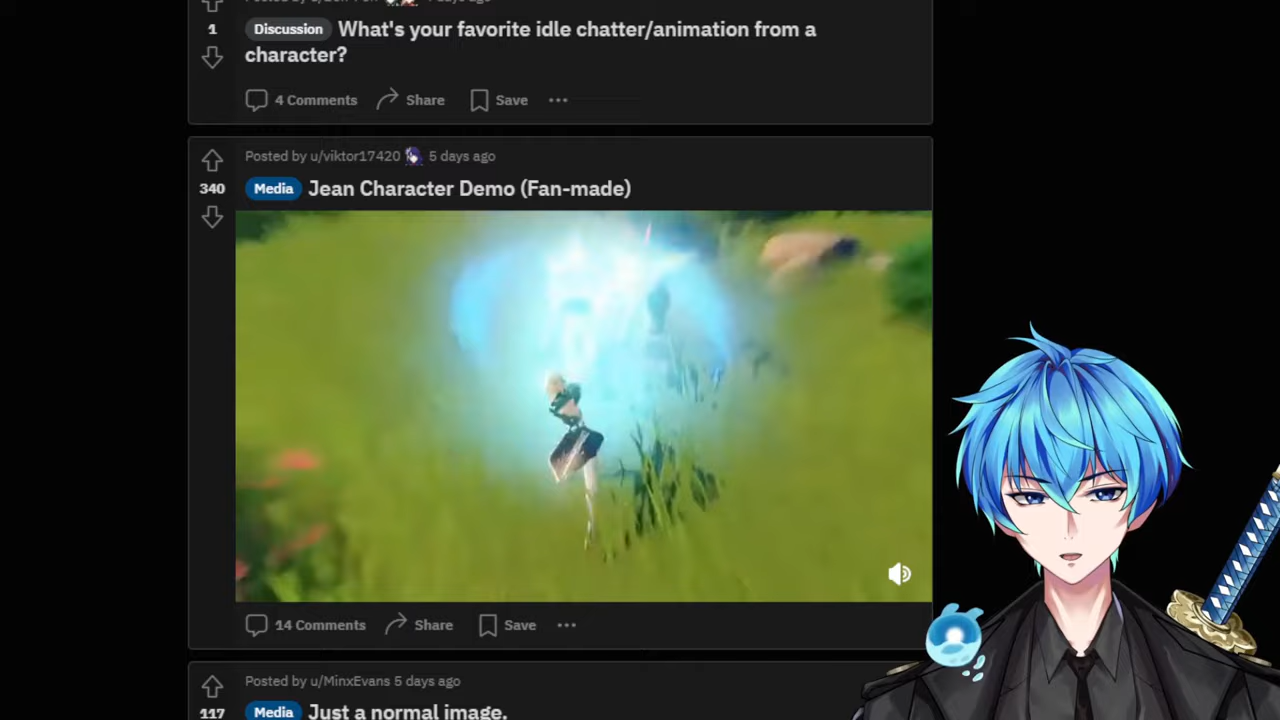 1
Discussion What's your favorite idle chatter/animation from a
character?
4 Comments Share Save
Posted by u/viktor17420 5 days ago
340
Media Jean Character Demo (Fan-made)
14 Comments Share Save
Posted by u/MinxEvans 5 days ago
117
Media Just a normal image.